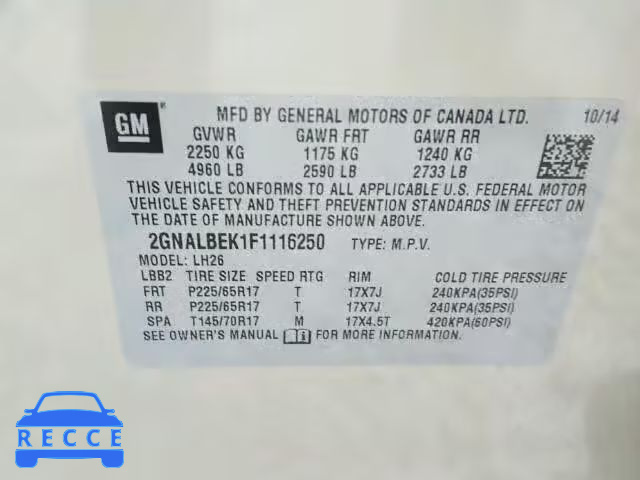 GM
MFD BY GENERAL MOTORS OF CANADA LTD. 10/14
GVWR GAWR FRT GAWR RR
2250 KG 1175 KG 1240 KG
4960 LB 2590 LB 2733 LB
THIS VEHICLE CONFORMS TO ALL APPLICABLE U.S. FEDERAL MOTOR
VEHICLE SAFETY AND THEFT PREVENTION STANDARDS IN EFFECT ON
THE DATE OF MANUFACTURE SHOWN ABOVE.
2GNALBEK1F1116250 TYPE: M.P.V.
MODEL: LH26
LBB2 TIRE SIZE SPEED RTG RIM COLD TIRE PRESSURE
FRT P225/65R17 T 17X7J 240KPA(35PSI)
RR P225/65R17 T 17X7J 240KPA(35PSI)
SPA T145/70R17 M 17X4.5T 420KPA(60PSI)
SEE OWNER'S MANUAL FOR MORE INFORMATION.
RECCE